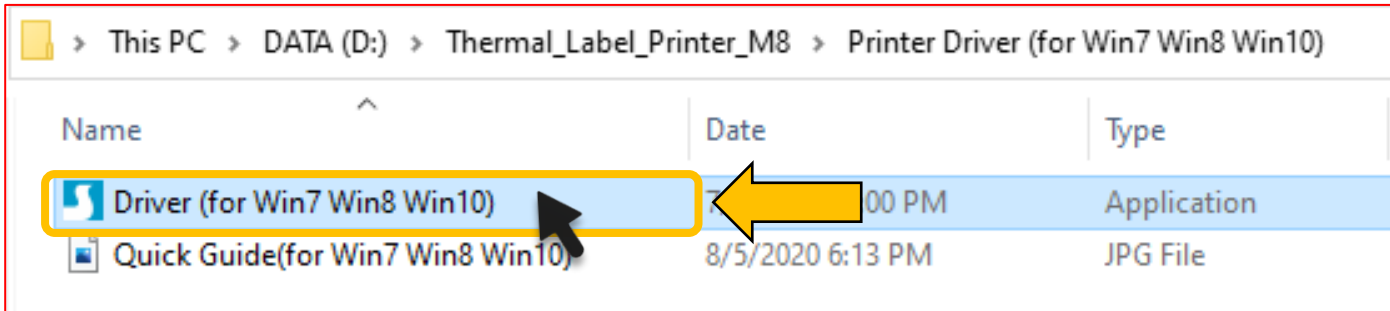 This PC > DATA (D:) > Thermal_Label_Printer_M8 > Printer Driver (for Win7 Win8 Win10)
Name Date Type
Driver (for Win7 Win8 Win10) 00 PM Application
Quick Guide(for Win7 Win8 Win10) 8/5/2020 6:13 PM JPG File